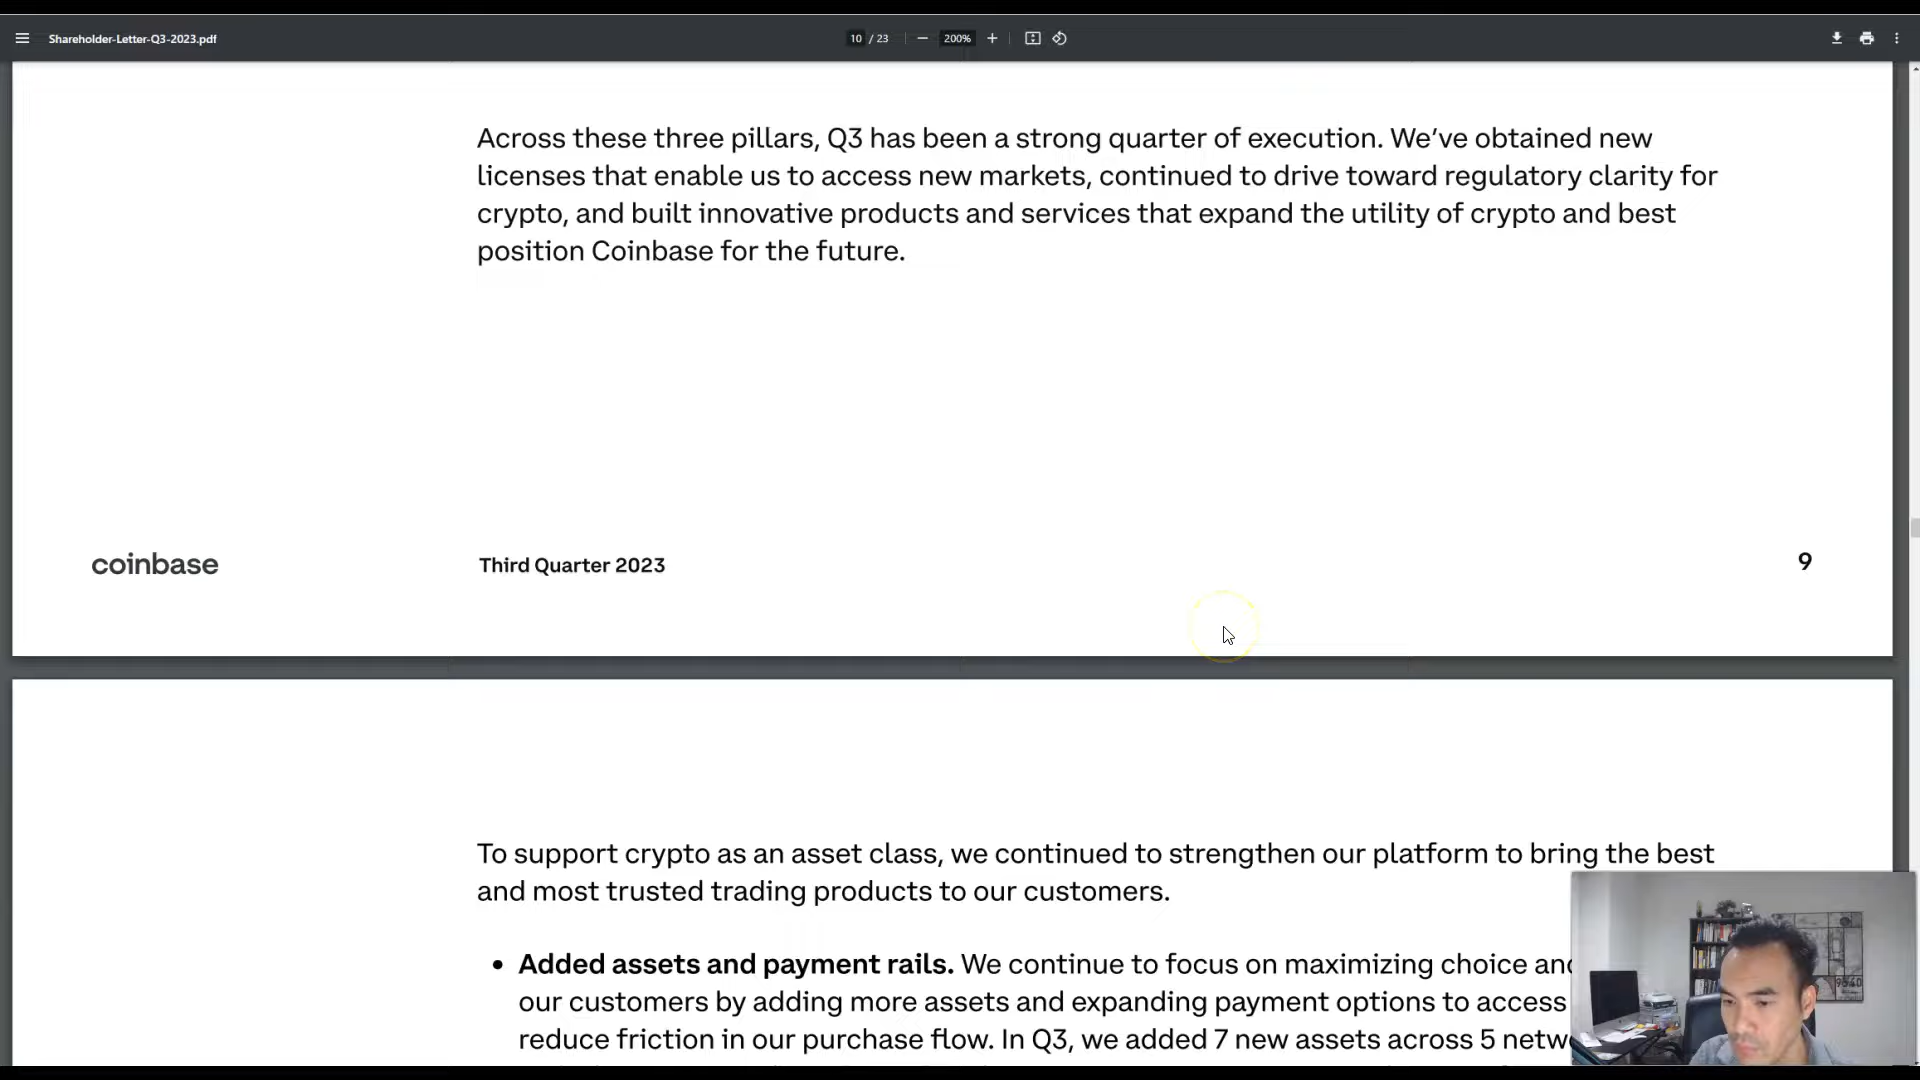 Shareholder-Letter-Q3-2023.pdf
10 / 23
200%
Across these three pillars, Q3 has been a strong quarter of execution. We’ve obtained new
licenses that enable us to access new markets, continued to drive toward regulatory clarity for
crypto, and built innovative products and services that expand the utility of crypto and best
position Coinbase for the future.
coinbase
Third Quarter 2023
9
To support crypto as an asset class, we continued to strengthen our platform to bring the best
and most trusted trading products to our customers.
• Added assets and payment rails. We continue to focus on maximizing choice
our customers by adding more assets and expanding payment options to access
reduce friction in our purchase flow. In Q3, we added 7 new assets across 5